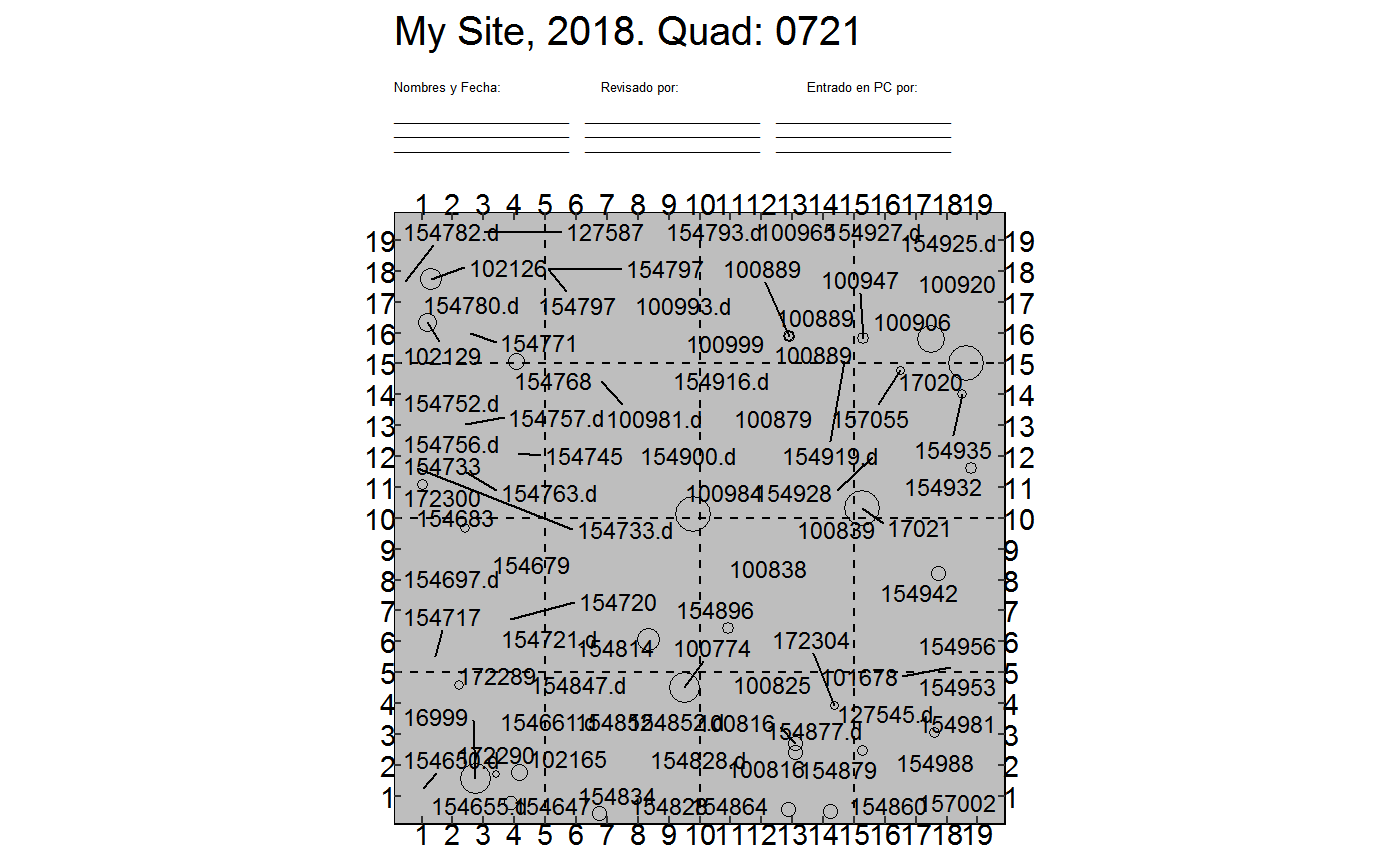 My Site, 2018. Quad: 0721
Nombres y Fecha: Revisado por: Entrado en PC por:
1 2 3 4 5 6 7 8 9 10 11 12 13 14 15 16 17 18 19
19 154782.d 127587 154793.d 100965 154927.d 154925.d 19
18 102126 154797 100889 100947 100920 18
17 154780.d 154797 100993.d 100889 100906 17
16 154771 100999 16
15 102129 100889 15
14 154768 154916.d 17020 14
154752.d
13 154757.d 100981.d 100879 157055 13
12 154756.d 154745 154900.d 154919.d 154935 12
154733
11 172300 154763.d 100984 154928 154932 11
10 154683 154733.d 100839 17021 10
9 154679 100838 9
8 154697.d 154942 8
7 154717 154720 154896 7
6 154721.d 154814 100774 172304 154956 6
5 172289 154847.d 100825 101678 154953 5
4 16999 127545.d 4
3 154661.d 154852 154852.d 100816 154877.d 154981 3
2 154650.d 172290 102165 154828.d 100816 154879 154988 2
1 154655.d 154647 154834 154828 154864 154860 157002 1
1 2 3 4 5 6 7 8 9 10 11 12 13 14 15 16 17 18 19